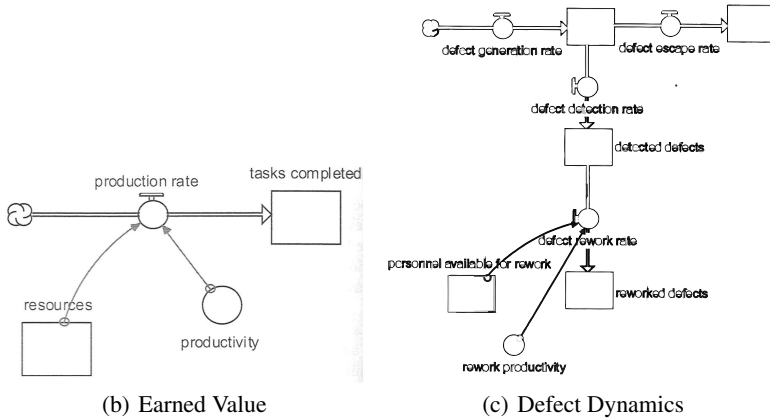 production rate
tasks completed
resources
productivity
(b) Earned Value
defect generation rate
defect escape rate
defect detection rate
detected defects
defect rework rate
personnel available for rework
reworked defects
rework productivity
(c) Defect Dynamics